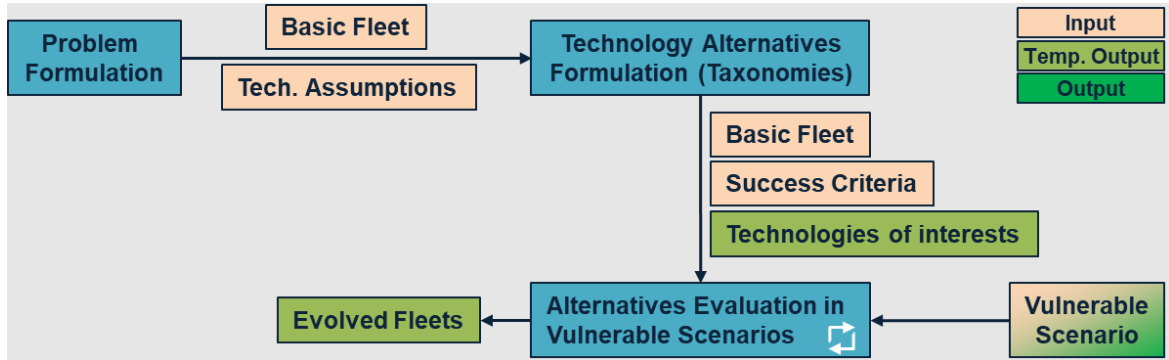 Problem
Formulation
Basic Fleet
Tech. Assumptions
Technology Alternatives
Formulation (Taxonomies)
Input
Temp. Output
Output
Basic Fleet
Success Criteria
Technologies of interests
Evolved Fleets
Alternatives Evaluation in
Vulnerable Scenarios
Vulnerable
Scenario